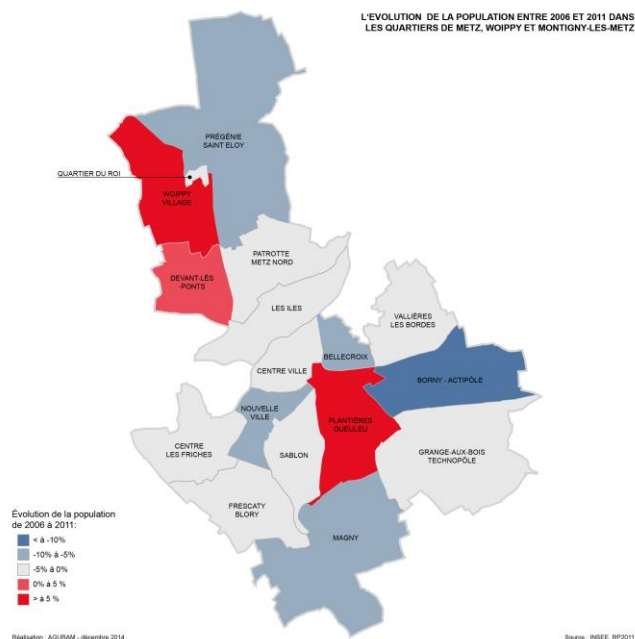 L'EVOLUTION DE LA POPULATION ENTRE 2006 ET 2011 DANS
LES QUARTIERS DE METZ, WOIPPY ET MONTIGNY-LES-METZ
PRÉGÉNIE
SAINT ELOY
QUARTIER DU ROI
WOIPPY
VILLAGE
PATROTTE
METZ NORD
DEVANT-LÈS
-PONTS
LES ILES
VALLIÈRES
LES BORDES
BELLECROIX
CENTRE VILLE
BORNY - ACTIPÔLE
NOUVELLE
VILLE
PLANTIÈRES
QUEULEU
CENTRE
LES FRICHES
SABLON
GRANGE-AUX-BOIS
TECHNOPÔLE
FRESCATY
BLORY
MAGNY
Évolution de la population
de 2006 à 2011:
< à -10%
-10% à -5%
-5% à 0%
0% à 5 %
> à 5 %
Réalisation : AGURAM - décembre 2014
Source : INSEE, RP2011